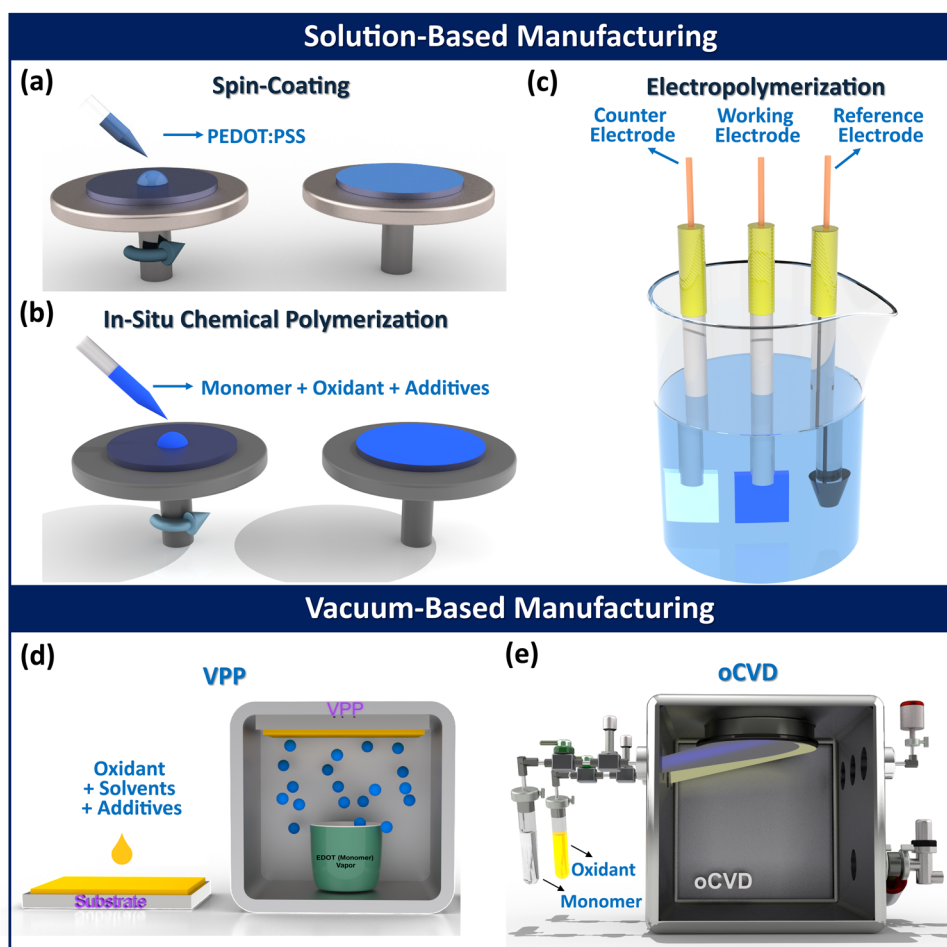 Solution-Based Manufacturing
(a)
Spin-Coating
PEDOT:PSS
(b)
In-Situ Chemical Polymerization
Monomer + Oxidant + Additives
(c)
Electropolymerization
Counter
Electrode
Working
Electrode
Reference
Electrode
Vacuum-Based Manufacturing
(d)
VPP
Oxidant
+ Solvents
+ Additives
Substrate
VPP
EDOT (Monomer)
Vapor
(e)
oCVD
Oxidant
Monomer
oCVD